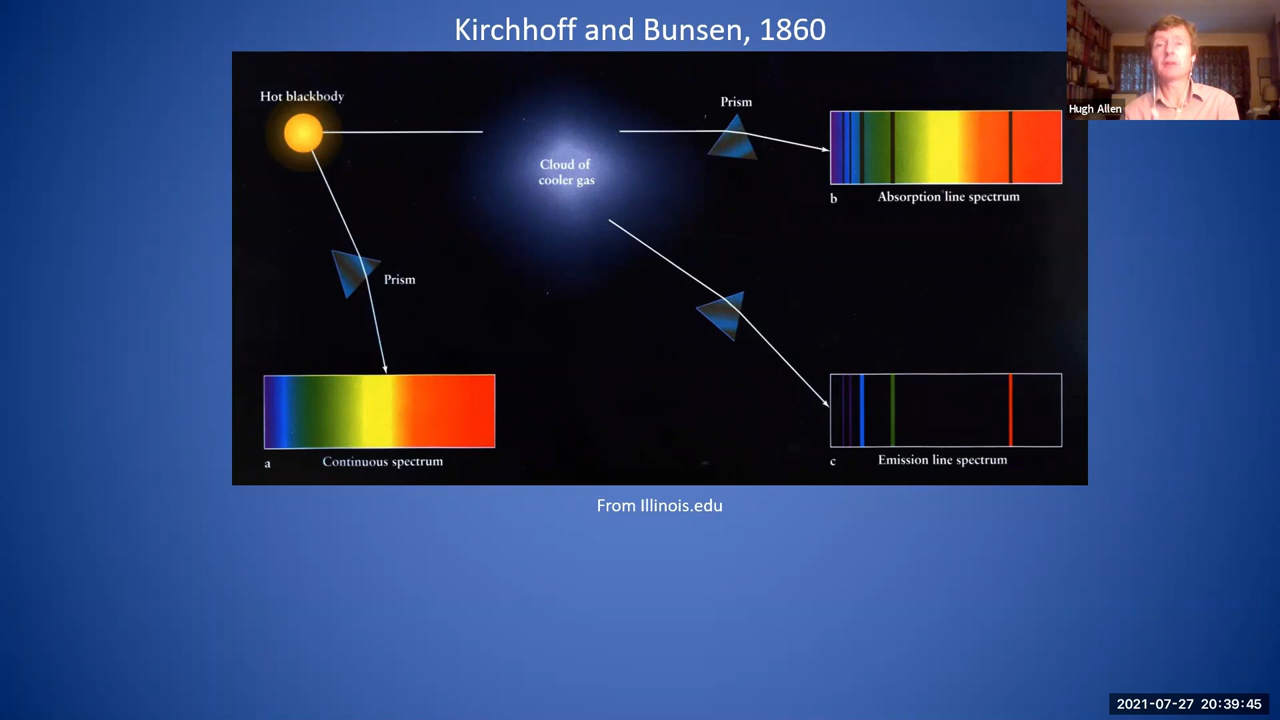 Kirchhoff and Bunsen, 1860
Hugh Allen
Hot blackbody
Prism
Cloud of
cooler gas
b Absorption line spectrum
Prism
a Continuous spectrum
c Emission line spectrum
From Illinois.edu
2021-07-27 20:39:45